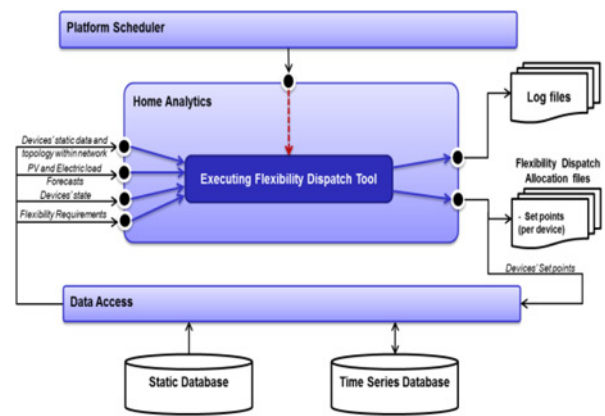 Platform Scheduler
Home Analytics
Log files
Devices' static data and
topology within network
PV and Electric load
Forecasts
Devices' state
Flexibility Requirements
Executing Flexibility Dispatch Tool
Flexibility Dispatch
Allocation files
- Set points
(per device)
Devices' Set points
Data Access
Static Database
Time Series Database